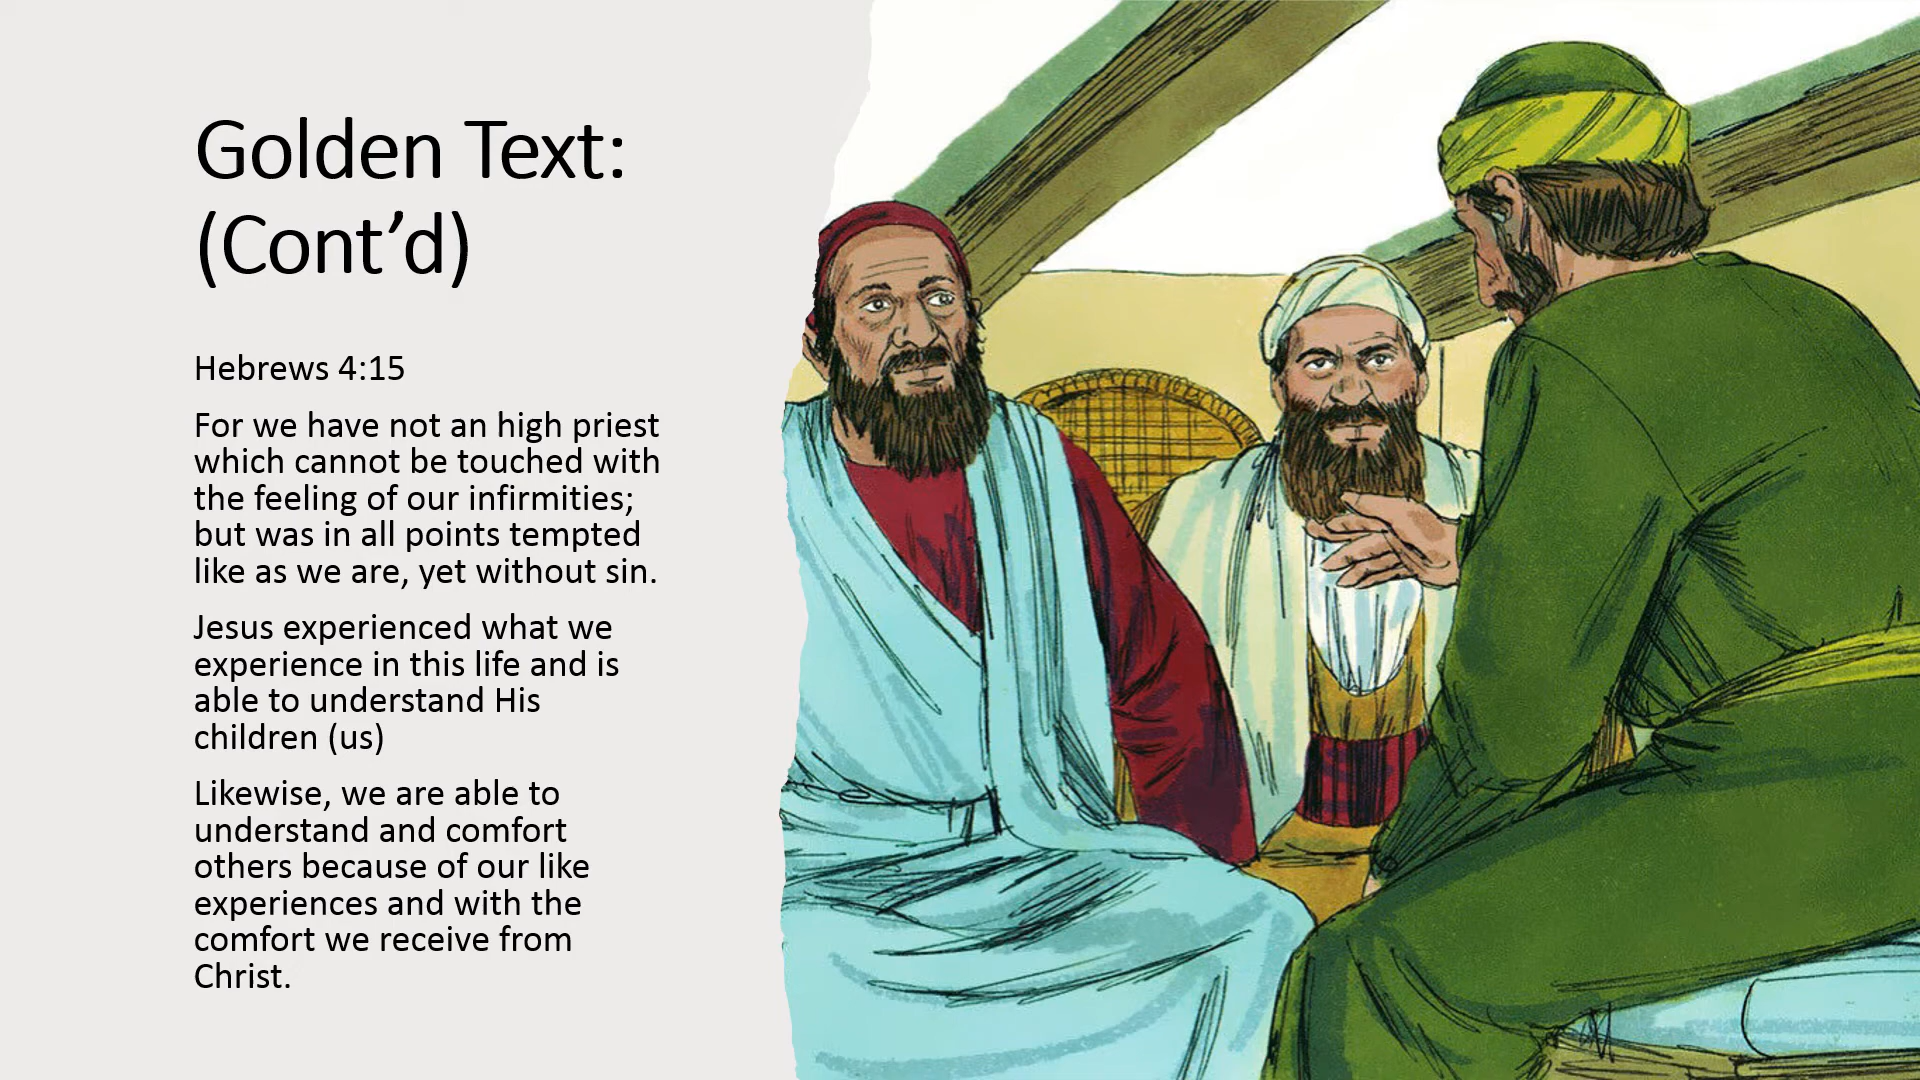 Golden Text:
(Cont’d)
Hebrews 4:15
For we have not an high priest
which cannot be touched with
the feeling of our infirmities;
but was in all points tempted
like as we are, yet without sin.
Jesus experienced what we
experience in this life and is
able to understand His
children (us)
Likewise, we are able to
understand and comfort
others because of our like
experiences and with the
comfort we receive from
Christ.